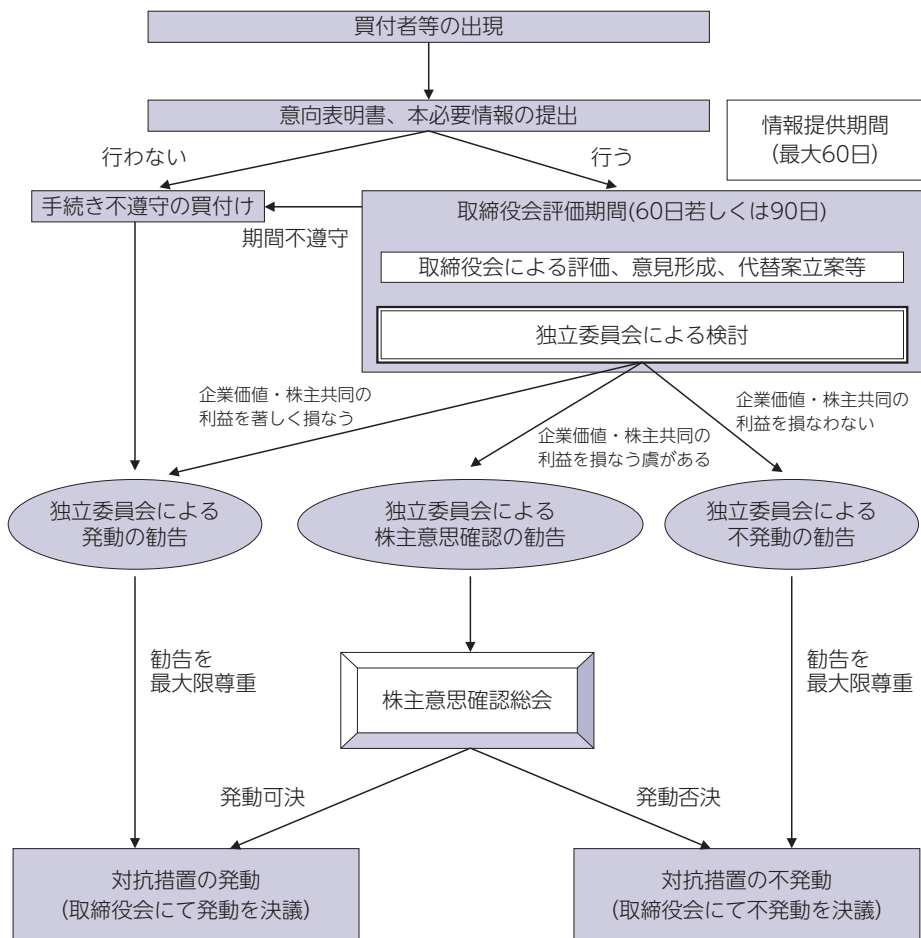 買付者等の出現
意向表明書、本必要情報の提出
情報提供期間
(最大60日)
行わない
行う
手続き不遵守の買付け
期間不遵守
取締役会評価期間(60日若しくは90日)
取締役会による評価、意見形成、代替案立案等
独立委員会による検討
企業価値・株主共同の
利益を著しく損なう
企業価値・株主共同の
利益を損なう虞がある
企業価値・株主共同の
利益を損なわない
独立委員会による
発動の勧告
独立委員会による
株主意思確認の勧告
独立委員会による
不発動の勧告
勧告を
最大限尊重
株主意思確認総会
勧告を
最大限尊重
発動可決
発動否決
対抗措置の発動
(取締役会にて発動を決議)
対抗措置の不発動
(取締役会にて不発動を決議)